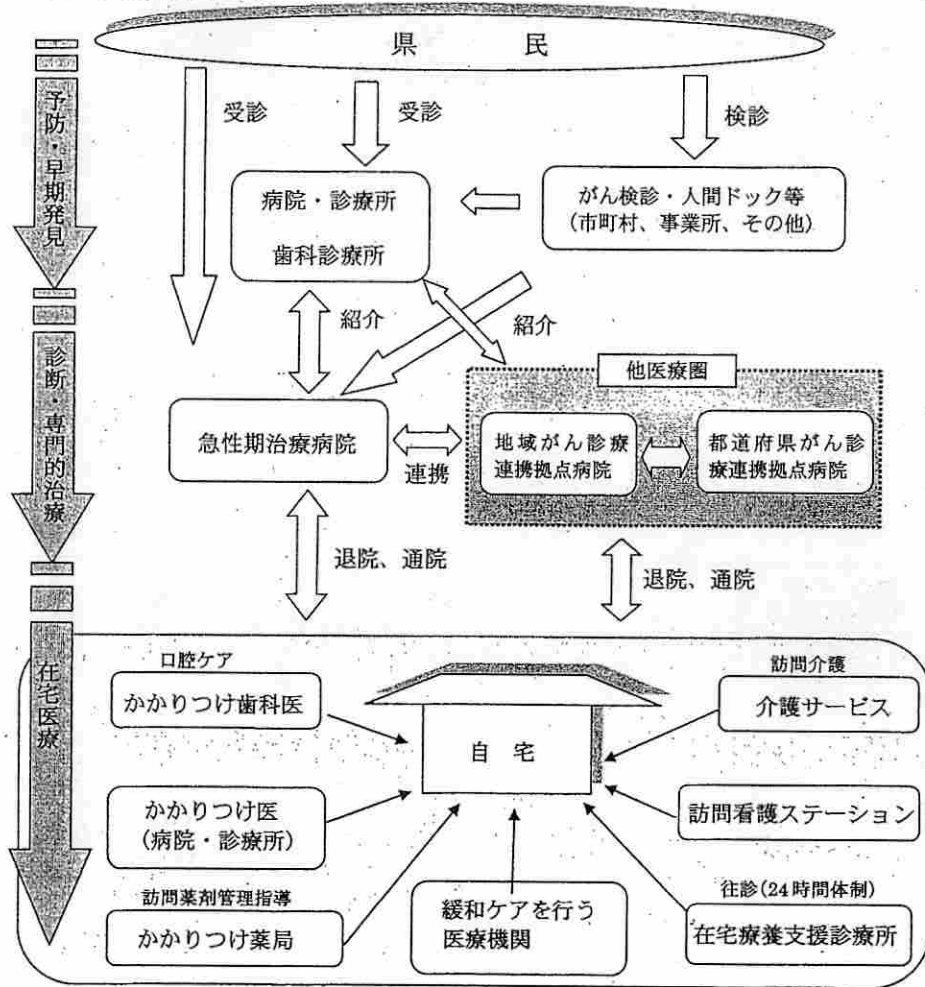 県 民
予防・早期発見
受診
受診
検診
病院・診療所
歯科診療所
がん検診・人間ドック等
(市町村、事業所、その他)
紹介
紹介
診断・専門的治療
他医療圏
急性期治療病院
連携
地域がん診療
連携拠点病院
都道府県がん診
療連携拠点病院
退院、通院
退院、通院
在宅医療
口腔ケア
かかりつけ歯科医
自 宅
訪問介護
介護サービス
かかりつけ医
(病院・診療所)
訪問看護ステーション
訪問薬剤管理指導
かかりつけ薬局
緩和ケアを行う
医療機関
往診(24時間体制)
在宅療養支援診療所